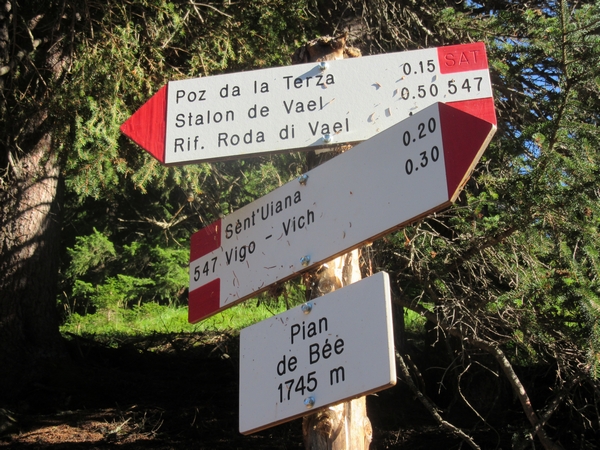 Poz da la Terza 0.15 SAT
Stalon de Vael 0.50 547
Rif. Roda di Vael
Sènt'Uiana 0.20
547 Vigo - Vich 0.30
Pian
de Bée
1745 m